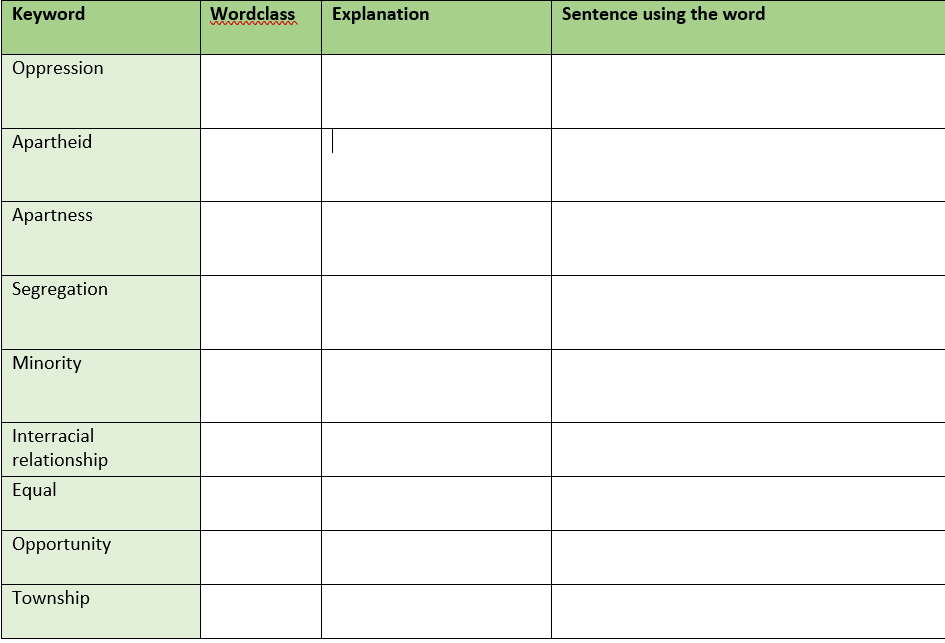 Keyword Wordclass Explanation Sentence using the word
Oppression
Apartheid
Apartness
Segregation
Minority
Interracial
relationship
Equal
Opportunity
Township